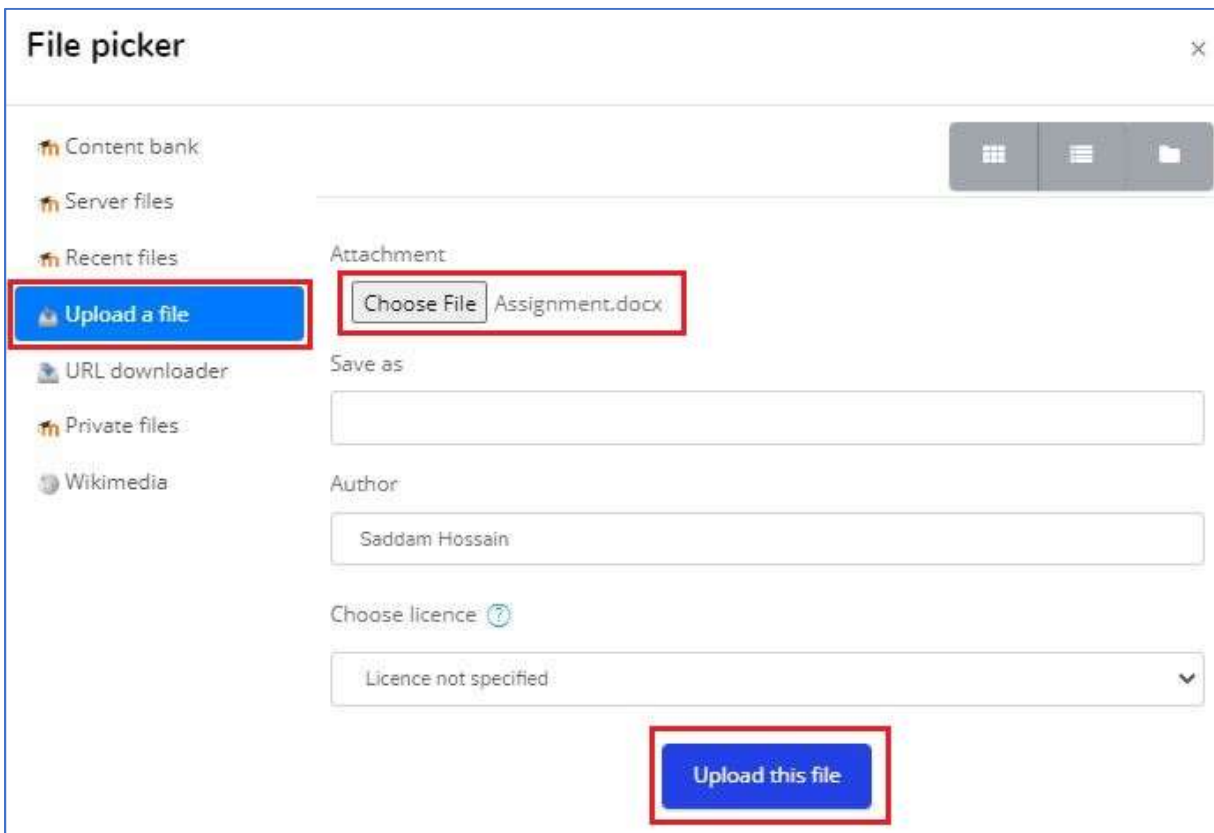 File picker
×
Content bank
Server files
Recent files
Upload a file
URL downloader
Private files
Wikimedia
Attachment
Choose File Assignment.docx
Save as
Author
Saddam Hossain
Choose licence ?
Licence not specified
Upload this file